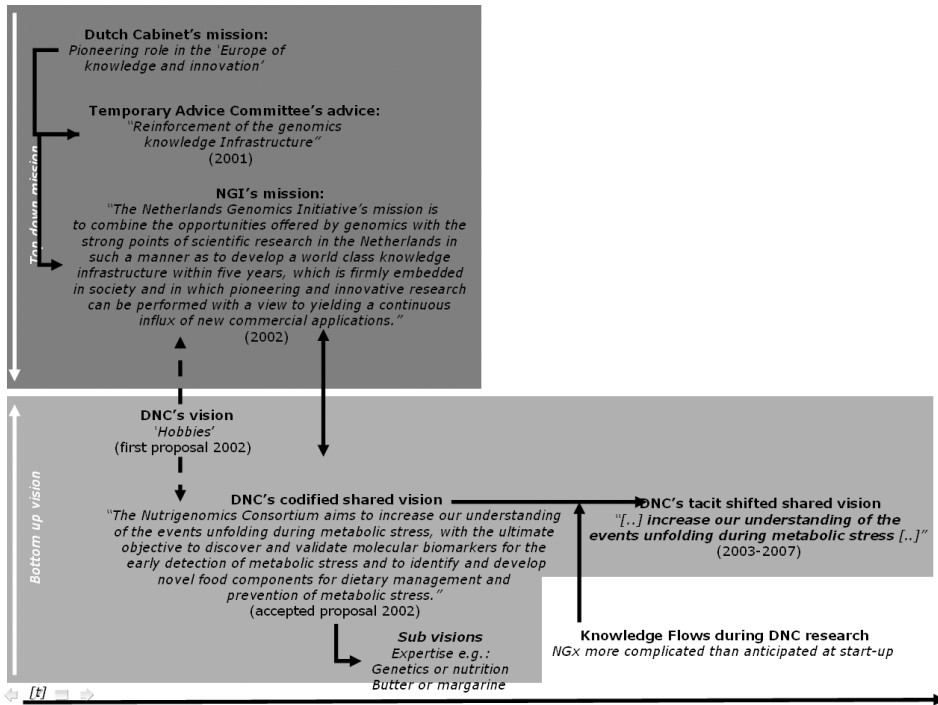 Dutch Cabinet’s mission:
Pioneering role in the ‘Europe of
knowledge and innovation’
Temporary Advice Committee’s advice:
“Reinforcement of the genomics
knowledge Infrastructure”
(2001)
Top down mission
NGI’s mission:
“The Netherlands Genomics Initiative’s mission is
to combine the opportunities offered by genomics with the
strong points of scientific research in the Netherlands in
such a manner as to develop a world class knowledge
infrastructure within five years, which is firmly embedded
in society and in which pioneering and innovative research
can be performed with a view to yielding a continuous
influx of new commercial applications.”
(2002)
DNC’s vision
‘Hobbies’
(first proposal 2002)
Bottom up vision
DNC’s codified shared vision
“The Nutrigenomics Consortium aims to increase our understanding
of the events unfolding during metabolic stress, with the ultimate
objective to discover and validate molecular biomarkers for the
early detection of metabolic stress and to identify and develop
novel food components for dietary management and
prevention of metabolic stress.”
(accepted proposal 2002)
DNC’s tacit shifted shared vision
“[..] increase our understanding of the
events unfolding during metabolic stress [..]”
(2003-2007)
Sub visions
Expertise e.g.:
Genetics or nutrition
Butter or margarine
Knowledge Flows during DNC research
NGx more complicated than anticipated at start-up
[t]